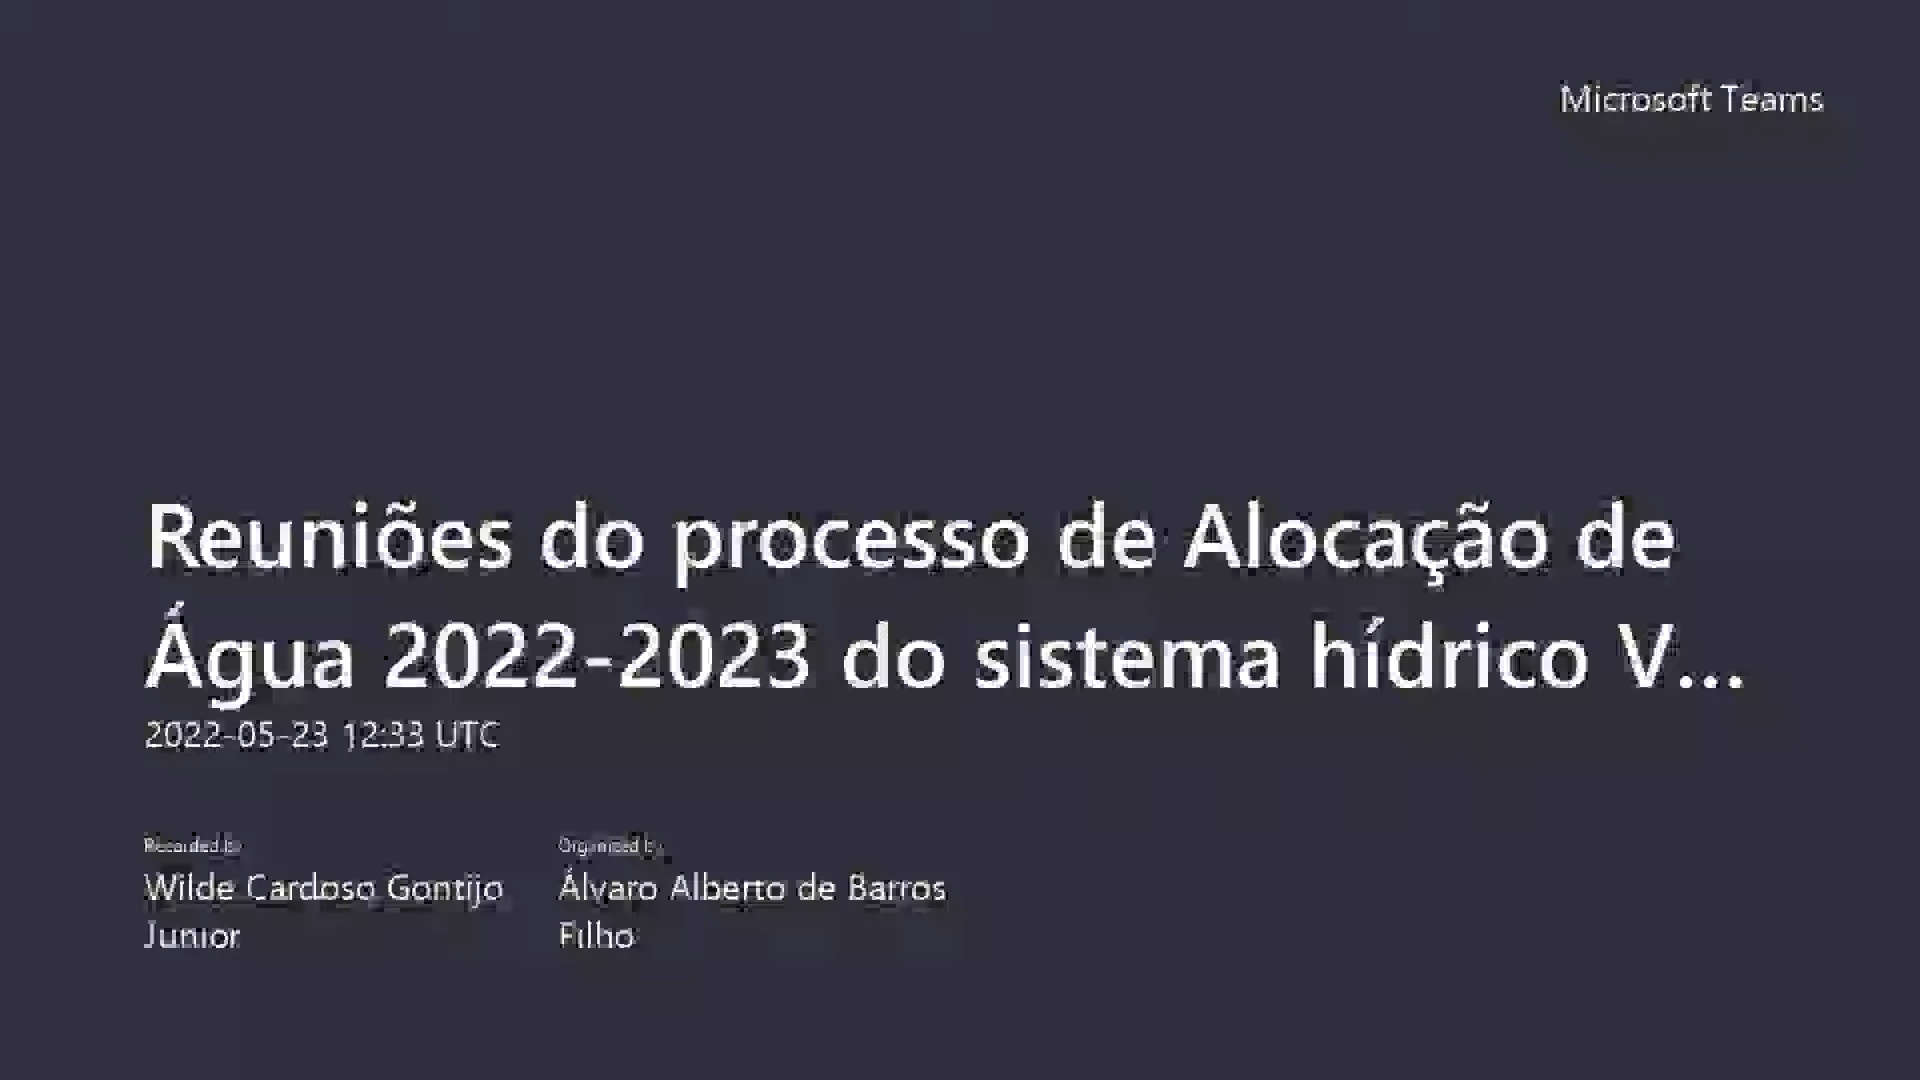 Microsoft Teams
Reuniões do processo de Alocação de
Água 2022-2023 do sistema hídrico V...
2022-05-23 12:33 UTC
Recorded by
Organized by
Wilde Cardoso Gontijo
Álvaro Alberto de Barros
Junior
Filho